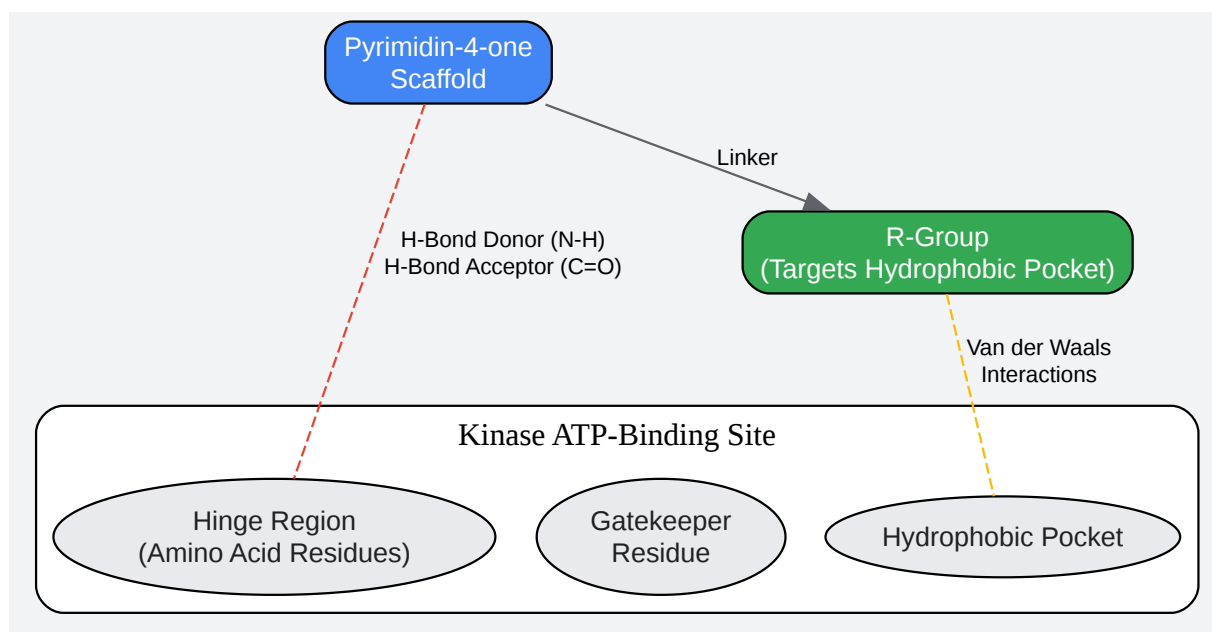 Pyrimidin-4-one
Scaffold
Linker
R-Group
(Targets Hydrophobic Pocket)
H-Bond Donor (N-H)
H-Bond Acceptor (C=O)
Van der Waals
Interactions
Kinase ATP-Binding Site
Hinge Region
(Amino Acid Residues)
Gatekeeper
Residue
Hydrophobic Pocket